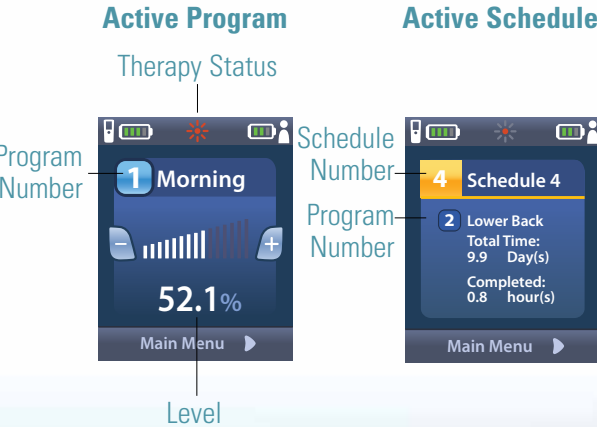 Active Program
Active Schedule
Therapy Status
Program
Number
1 Morning
52.1%
Main Menu
Level
Schedule
Number
Program
Number
4 Schedule 4
2 Lower Back
Total Time:
9.9 Day(s)
Completed:
0.8 hour(s)
Main Menu